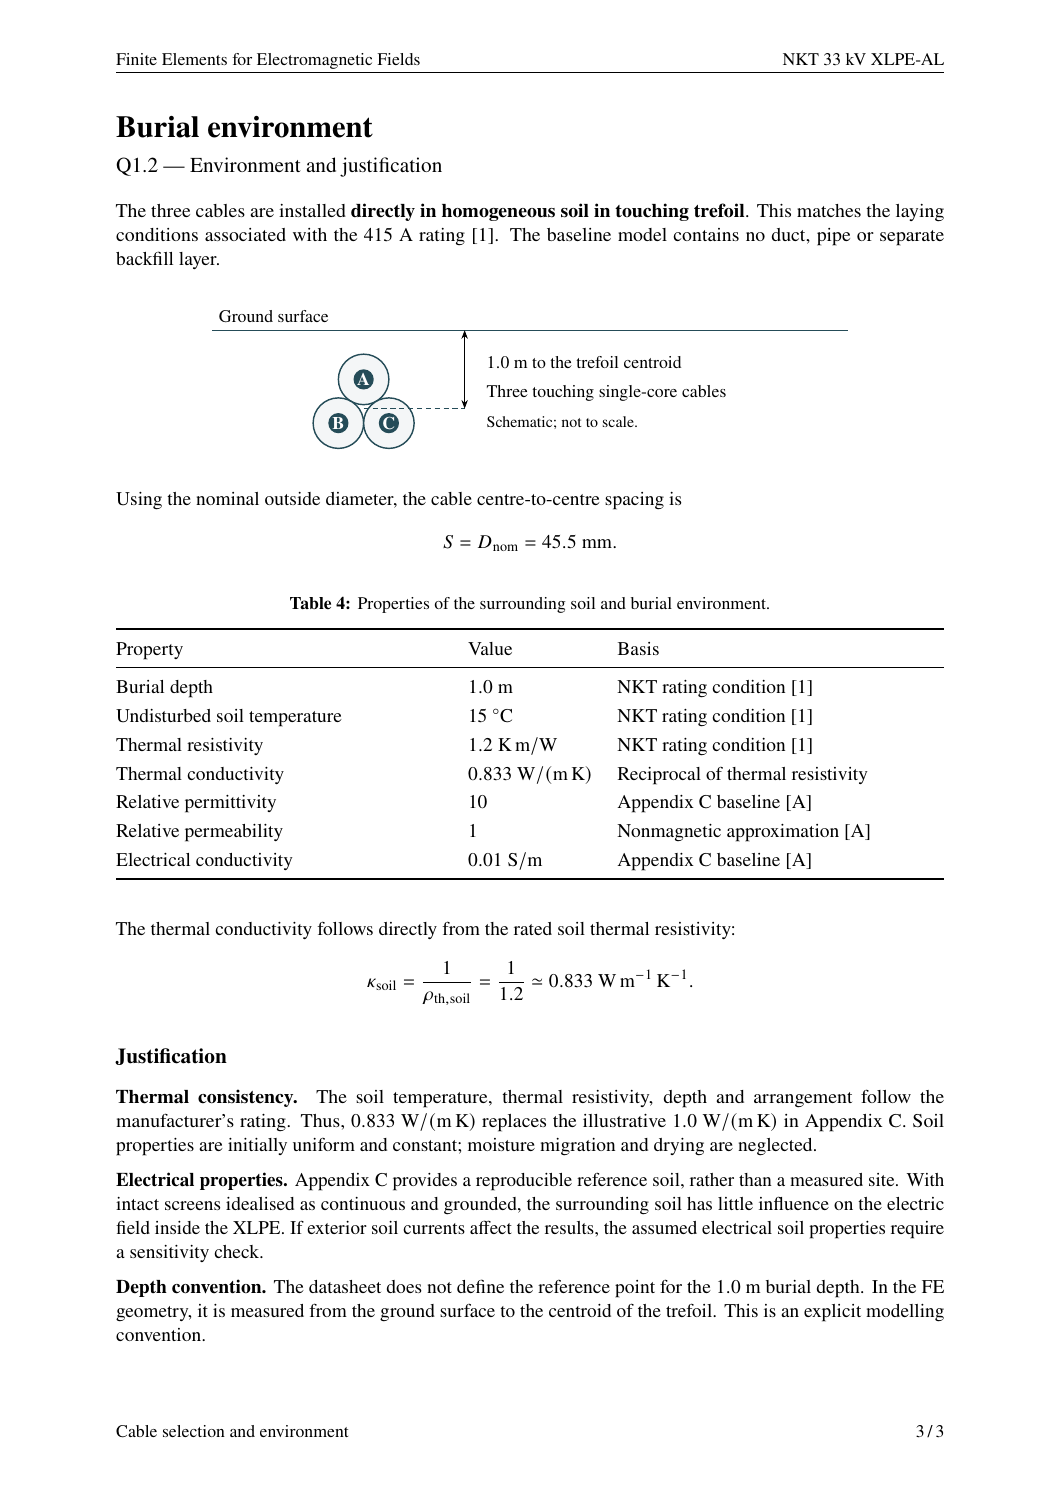 Finite Elements for Electromagnetic Fields NKT 33 kV XLPE-AL
Burial environment
Q1.2 — Environment and justification
The three cables are installed directly in homogeneous soil in touching trefoil. This matches the laying
conditions associated with the 415 A rating [1]. The baseline model contains no duct, pipe or separate
backfill layer.
Ground surface
1.0 m to the trefoil centroid
Three touching single-core cables
Schematic; not to scale.
A
B C
Using the nominal outside diameter, the cable centre-to-centre spacing is
S = D_nom = 45.5 mm.
Table 4: Properties of the surrounding soil and burial environment.
Property Value Basis
Burial depth 1.0 m NKT rating condition [1]
Undisturbed soil temperature 15 °C NKT rating condition [1]
Thermal resistivity 1.2 K m/W NKT rating condition [1]
Thermal conductivity 0.833 W/(m K) Reciprocal of thermal resistivity
Relative permittivity 10 Appendix C baseline [A]
Relative permeability 1 Nonmagnetic approximation [A]
Electrical conductivity 0.01 S/m Appendix C baseline [A]
The thermal conductivity follows directly from the rated soil thermal resistivity:
κ_soil = 1/ρ_th,soil = 1/1.2 ≃ 0.833 W m⁻¹ K⁻¹.
Justification
Thermal consistency. The soil temperature, thermal resistivity, depth and arrangement follow the
manufacturer's rating. Thus, 0.833 W/(m K) replaces the illustrative 1.0 W/(m K) in Appendix C. Soil
properties are initially uniform and constant; moisture migration and drying are neglected.
Electrical properties. Appendix C provides a reproducible reference soil, rather than a measured site. With
intact screens idealised as continuous and grounded, the surrounding soil has little influence on the electric
field inside the XLPE. If exterior soil currents affect the results, the assumed electrical soil properties require
a sensitivity check.
Depth convention. The datasheet does not define the reference point for the 1.0 m burial depth. In the FE
geometry, it is measured from the ground surface to the centroid of the trefoil. This is an explicit modelling
convention.
Cable selection and environment 3 / 3